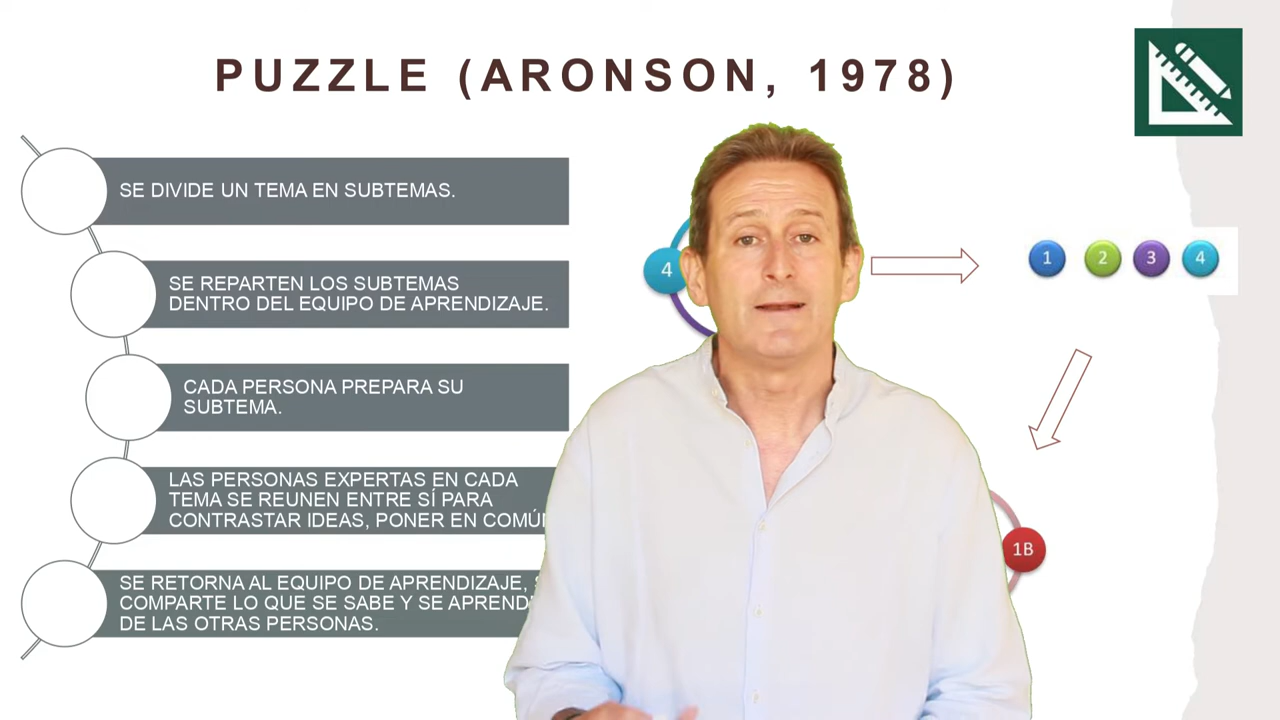 PUZZLE (ARONSON, 1978)
SE DIVIDE UN TEMA EN SUBTEMAS.
SE REPARTEN LOS SUBTEMAS
DENTRO DEL EQUIPO DE APRENDIZAJE.
CADA PERSONA PREPARA SU
SUBTEMA.
LAS PERSONAS EXPERTAS EN CADA
TEMA SE REUNEN ENTRE SÍ PARA
CONTRASTAR IDEAS, PONER EN
SE RETORNA AL EQUIPO DE APRENDIZAJE,
COMPARTE LO QUE SE SABE Y SE
DE LAS OTRAS PERSONAS.
4
1 2 3 4
1B